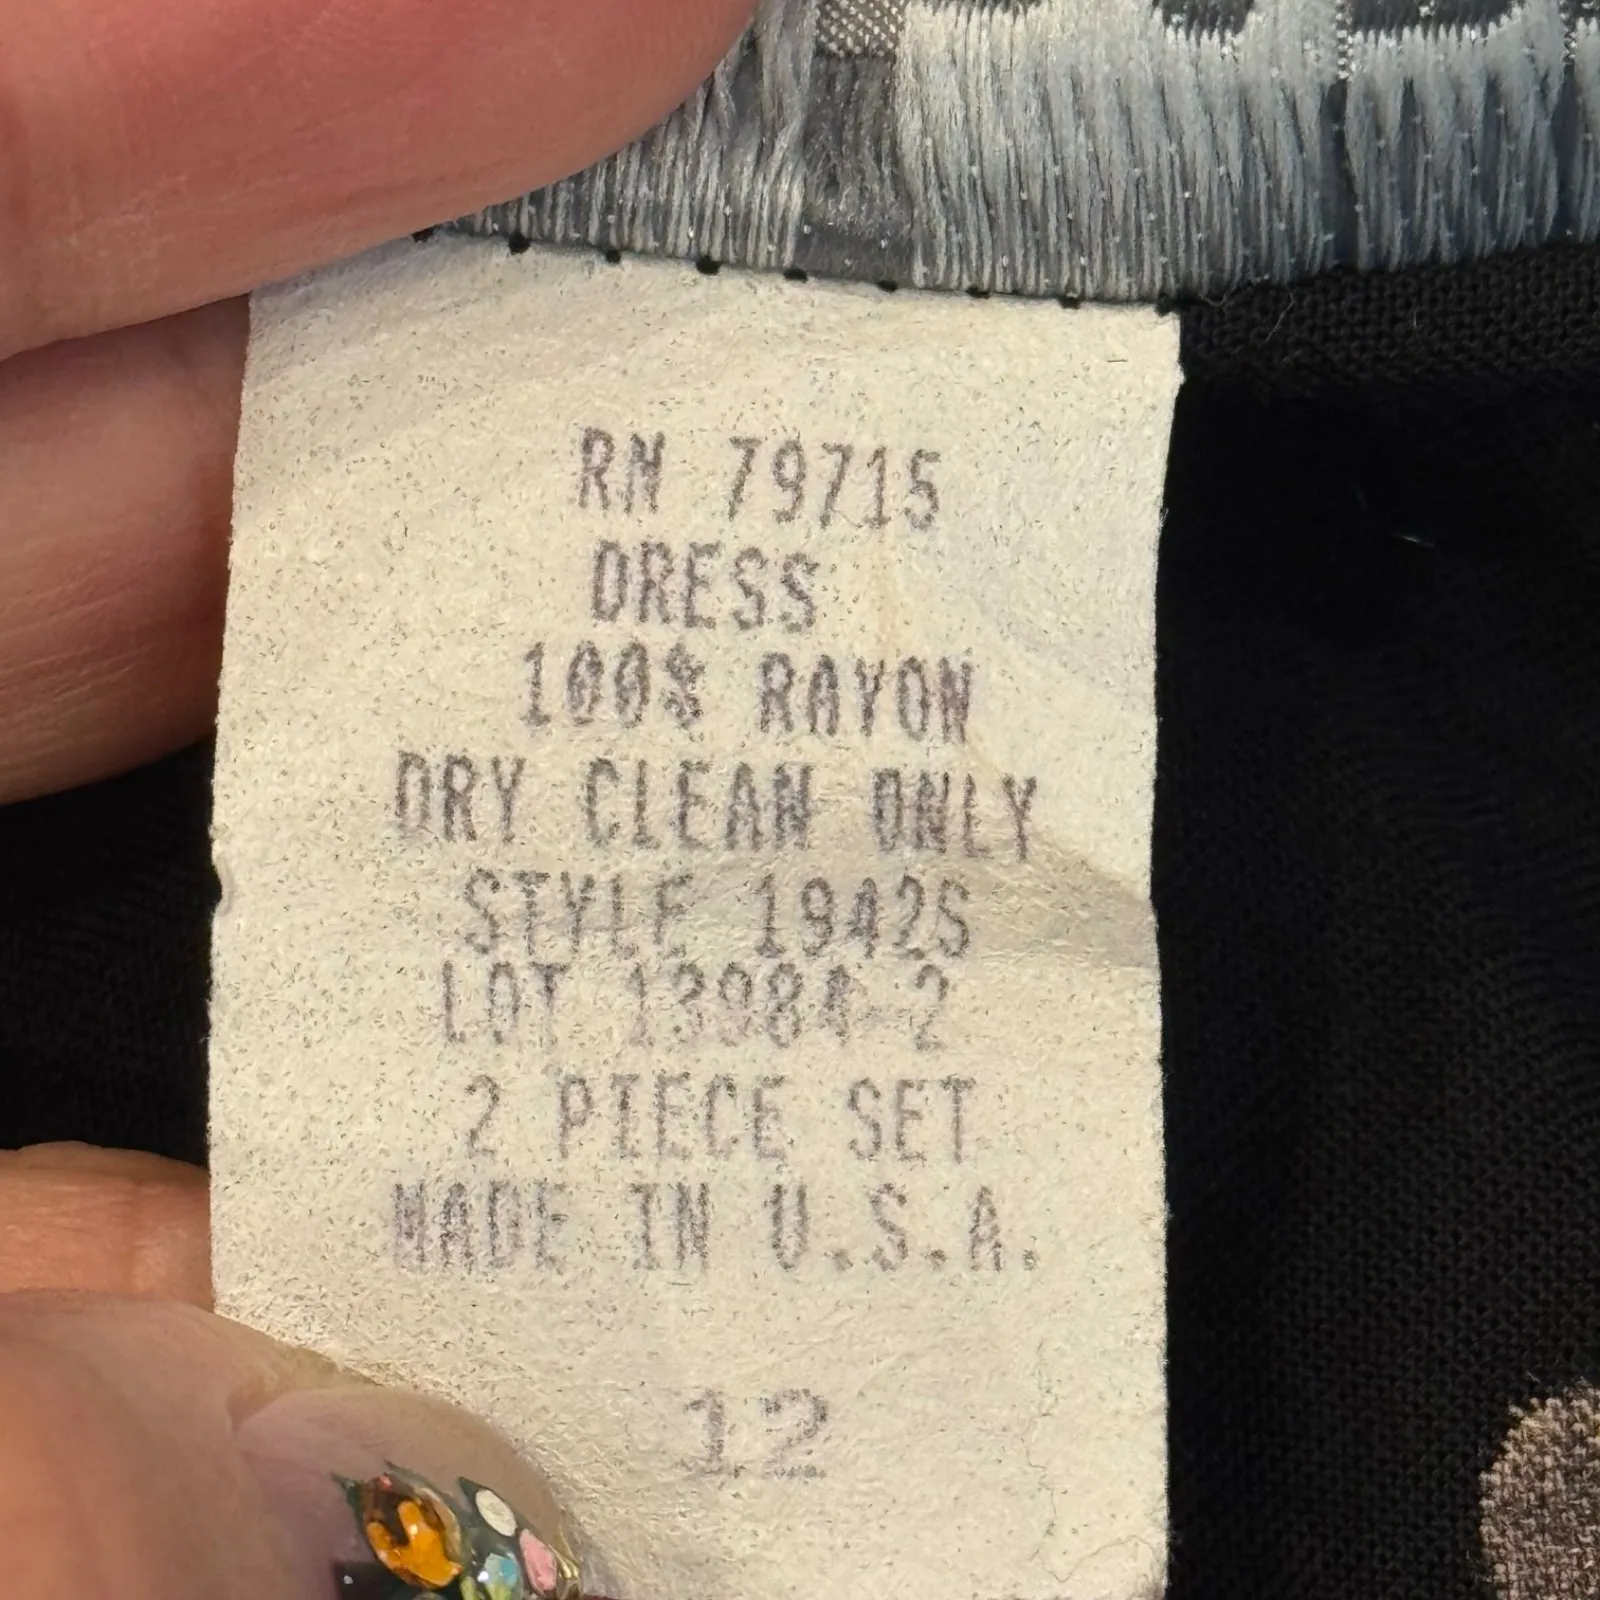 RN 79715
DRESS
100% RAYON
DRY CLEAN ONLY
STYLE 1942S
LOT 13984-2
2 PIECE SET
MADE IN U.S.A.
12